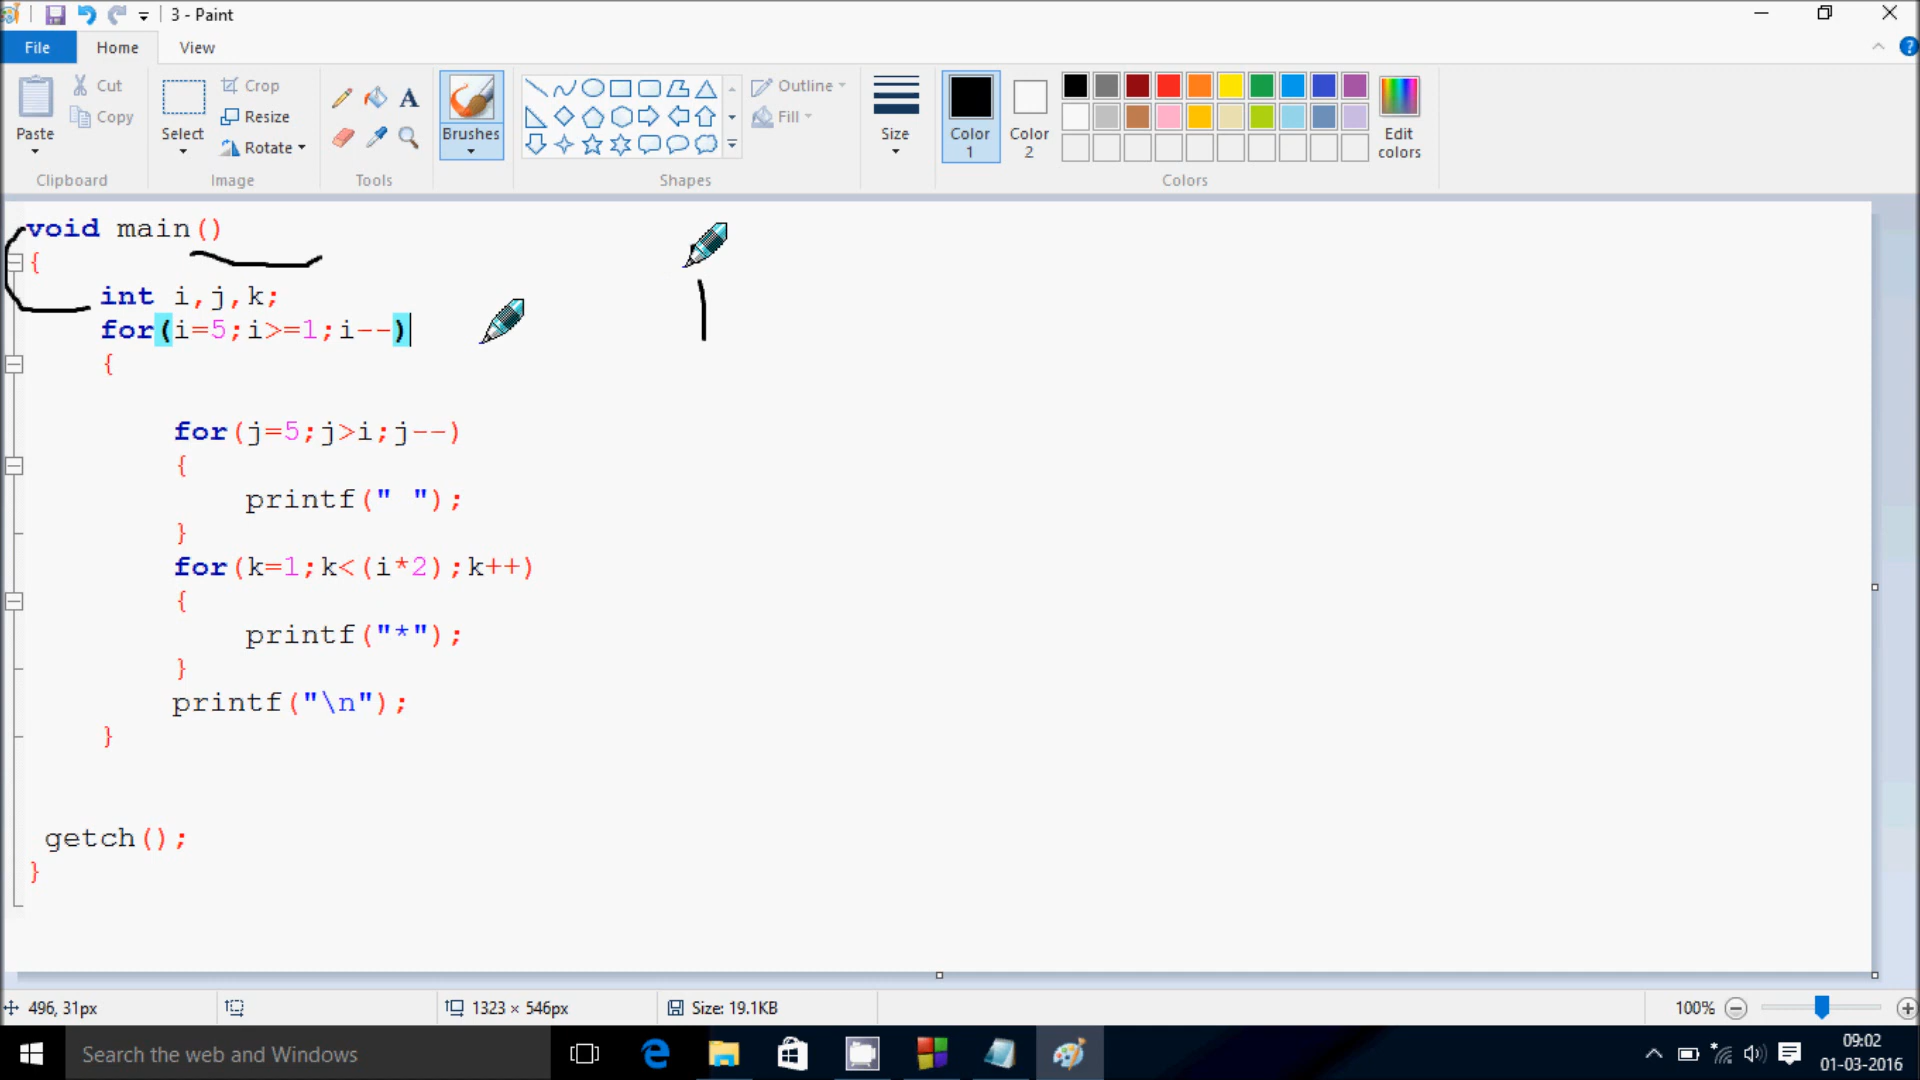 3 - Paint
File Home View
Paste
Cut
Copy
Clipboard
Select
Crop
Resize
Rotate
Image
A
Tools
Brushes
Shapes
Outline
Fill
Size
Color 1
Color 2
Edit colors
Colors
void main()
{
int i,j,k;
for(i=5;i>=1;i--)
{
for(j=5;j>i;j--)
{
printf(" ");
}
for(k=1;k<(i*2);k++)
{
printf("*");
}
printf("\n");
}
getch();
}
496, 31px 1323 × 546px Size: 19.1KB 100%
Search the web and Windows
09:02
01-03-2016